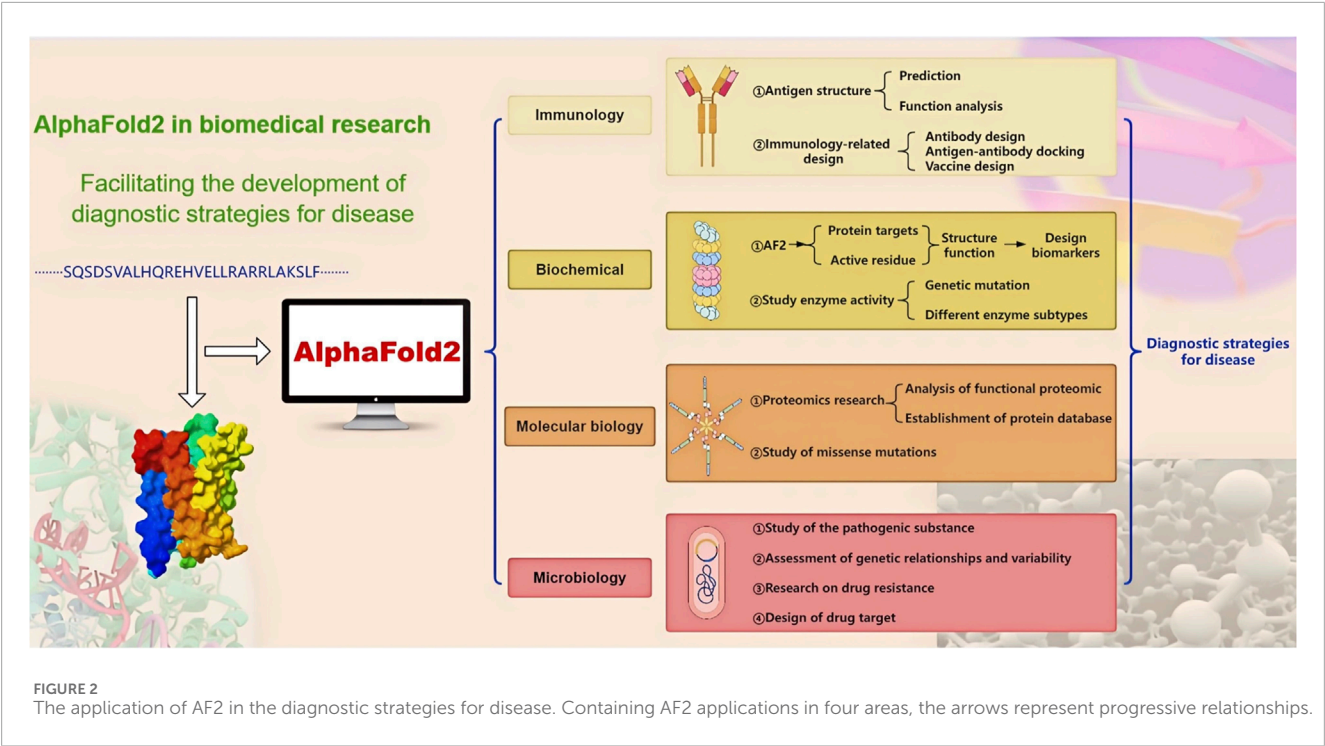 AlphaFold2 in biomedical research
Facilitating the development of
diagnostic strategies for disease
········SQSDSVALHQREHVELLRARRLAKSLF········
AlphaFold2
Immunology
①Antigen structure
Prediction
Function analysis
②Immunology-related
design
Antibody design
Antigen-antibody docking
Vaccine design
Biochemical
①AF2
Protein targets
Active residue
Structure
function
Design
biomarkers
②Study enzyme activity
Genetic mutation
Different enzyme subtypes
Molecular biology
①Proteomics research
Analysis of functional proteomic
Establishment of protein database
②Study of missense mutations
Microbiology
①Study of the pathogenic substance
②Assessment of genetic relationships and variability
③Research on drug resistance
④Design of drug target
Diagnostic strategies
for disease
FIGURE 2
The application of AF2 in the diagnostic strategies for disease. Containing AF2 applications in four areas, the arrows represent progressive relationships.